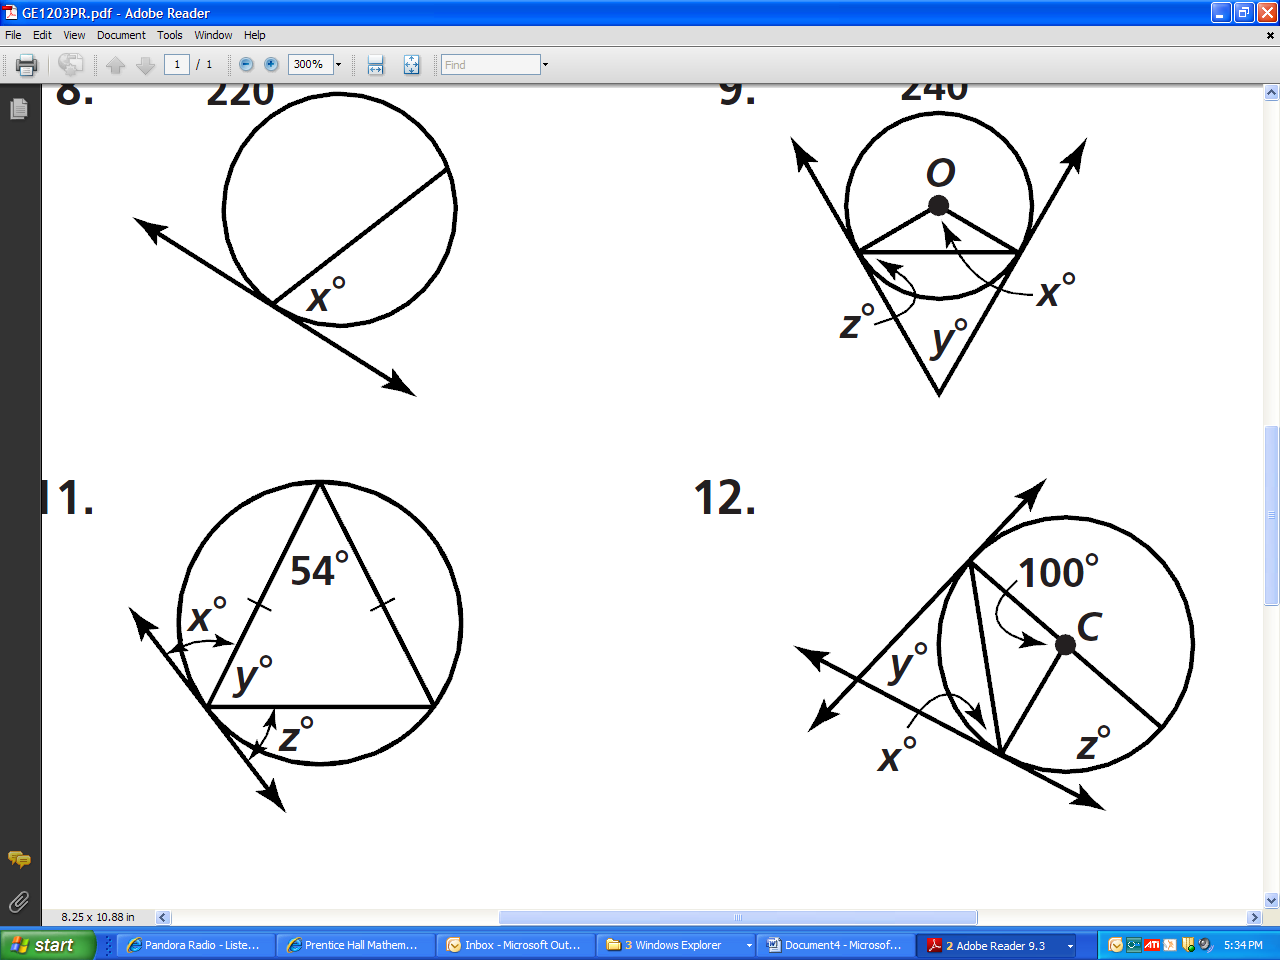 GE1203PR.pdf - Adobe Reader
File Edit View Document Tools Window Help
1 / 1 300% Find
8. 220 9. 240
O
x°
x°
z°
y°
11. 12.
54°
100°
C
x°
y°
y°
z°
x°
z°
8.25 x 10.88 in
start Pandora Radio - Liste... Prentice Hall Mathem... Inbox - Microsoft Out... 3 Windows Explorer Document4 - Microsof... 2 Adobe Reader 9.3 ATI 5:34 PM